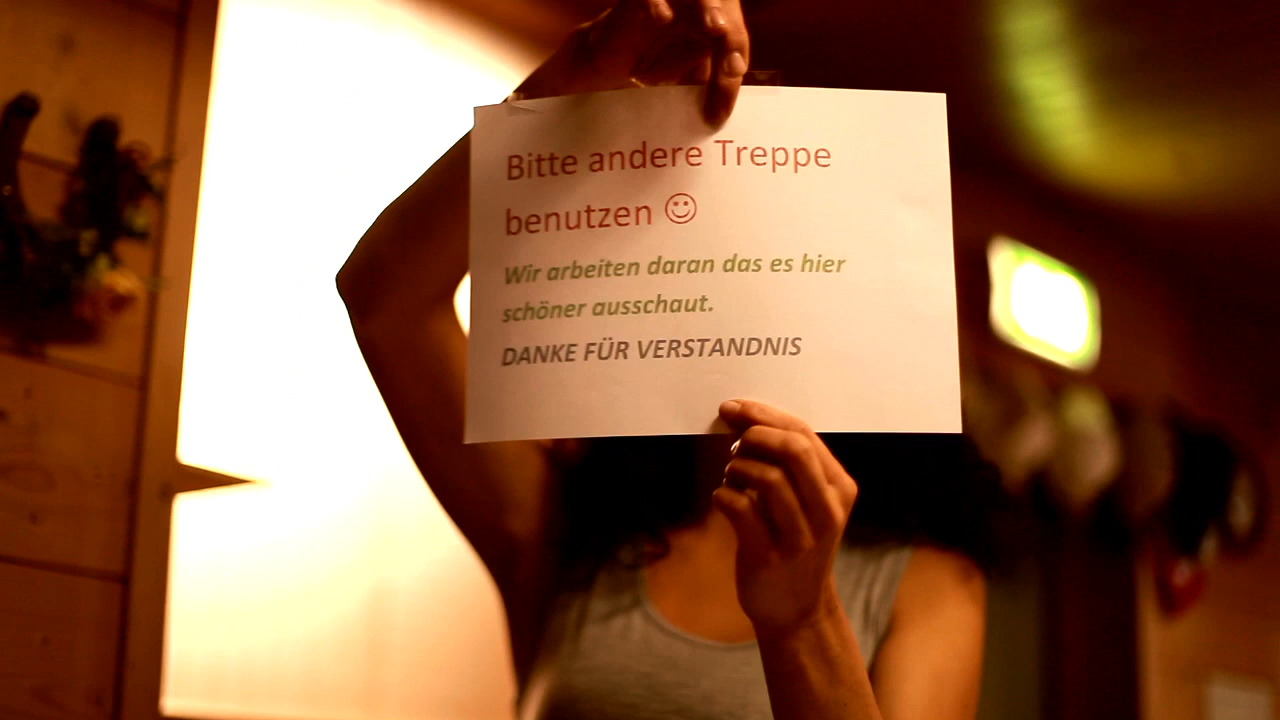 Bitte andere Treppe
benutzen ☺
Wir arbeiten daran das es hier
schöner ausschaut.
DANKE FÜR VERSTANDNIS